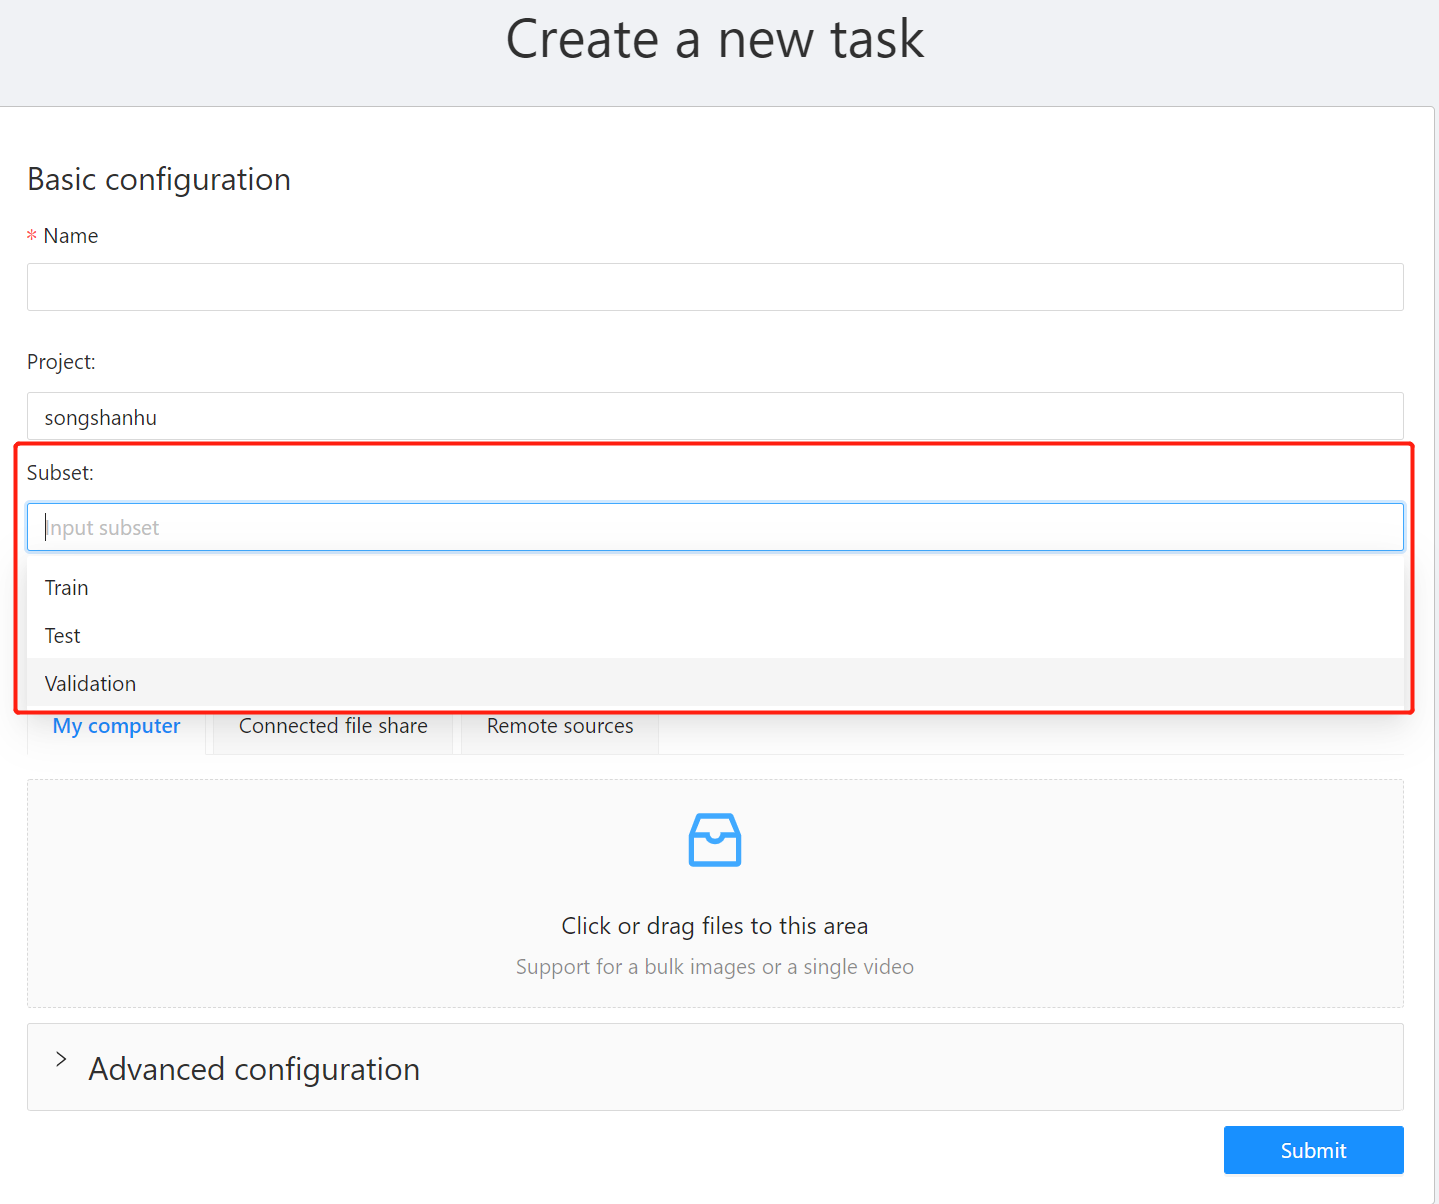 Create a new task
Basic configuration
* Name
Project:
songshanhu
Subset:
Input subset
Train
Test
Validation
My computer
Connected file share
Remote sources
Click or drag files to this area
Support for a bulk images or a single video
Advanced configuration
Submit